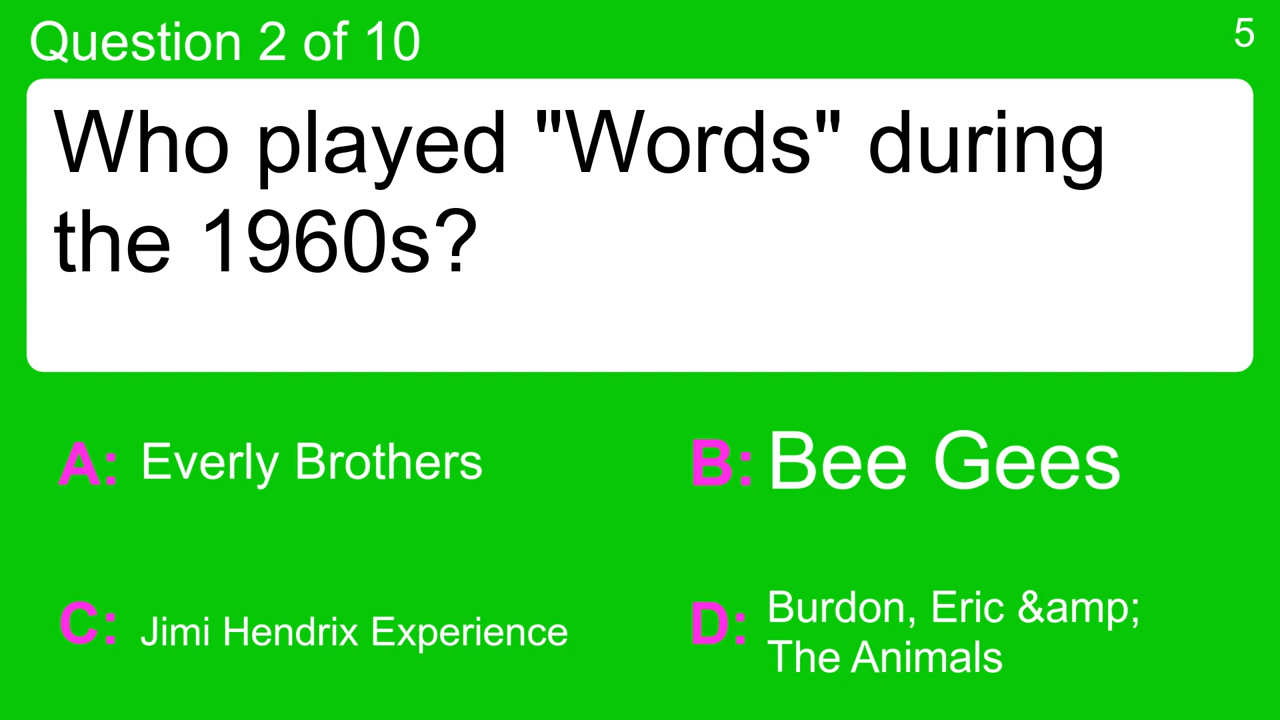 Question 2 of 10
5
Who played "Words" during
the 1960s?
A: Everly Brothers
B: Bee Gees
C: Jimi Hendrix Experience
D: Burdon, Eric &amp;
The Animals